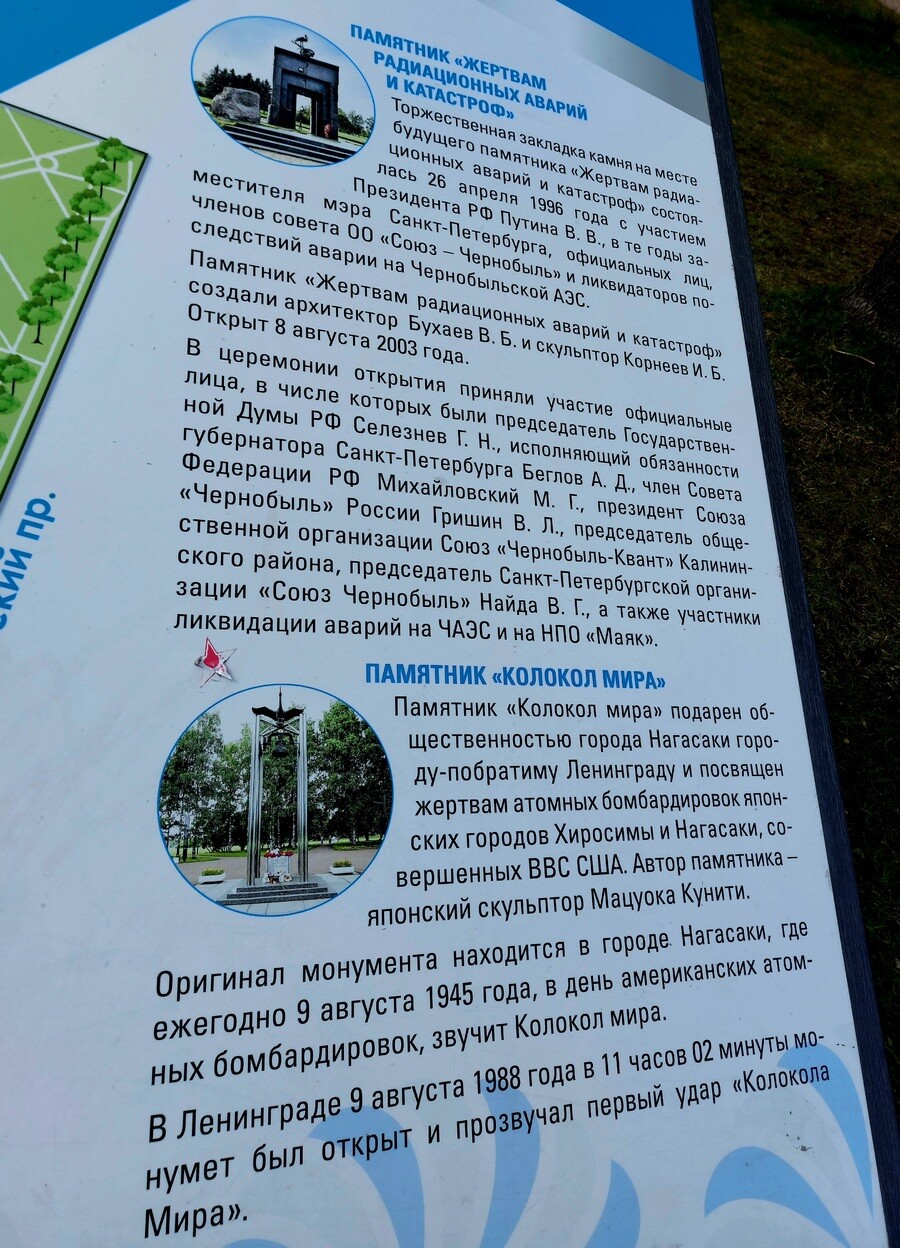 ПАМЯТНИК «ЖЕРТВАМ
РАДИАЦИОННЫХ АВАРИЙ
И КАТАСТРОФ»
Торжественная закладка камня на месте
будущего памятника «Жертвам радиа-
ционных аварий и катастроф» состоя-
лась 26 апреля 1996 года с участием
Президента РФ Путина В. В., в те годы за-
местителя мэра Санкт-Петербурга, официальных лиц,
членов совета ОО «Союз – Чернобыль» и ликвидаторов по-
следствий аварии на Чернобыльской АЭС.
Памятник «Жертвам радиационных аварий и катастроф»
создали архитектор Бухаев В. Б. и скульптор Корнеев И. Б.
Открыт 8 августа 2003 года.
В церемонии открытия приняли участие официальные
лица, в числе которых были председатель Государствен-
ной Думы РФ Селезнев Г. Н., исполняющий обязанности
губернатора Санкт-Петербурга Беглов А. Д., член Совета
Федерации РФ Михайловский М. Г., президент Союза
«Чернобыль» России Гришин В. Л., председатель обще-
ственной организации Союз «Чернобыль-Квант» Калинин-
ского района, председатель Санкт-Петербургской органи-
зации «Союз Чернобыль» Найда В. Г., а также участники
ликвидации аварий на ЧАЭС и на НПО «Маяк».
ПАМЯТНИК «КОЛОКОЛ МИРА»
Памятник «Колокол мира» подарен об-
щественностью города Нагасаки горо-
ду-побратиму Ленинграду и посвящен
жертвам атомных бомбардировок япон-
ских городов Хиросимы и Нагасаки, со-
вершенных ВВС США. Автор памятника –
японский скульптор Мацуока Кунити.
Оригинал монумента находится в городе Нагасаки, где
ежегодно 9 августа 1945 года, в день американских атом-
ных бомбардировок, звучит Колокол мира.
В Ленинграде 9 августа 1988 года в 11 часов 02 минуты мо-
нумет был открыт и прозвучал первый удар «Колокола
Мира».
ский пр.